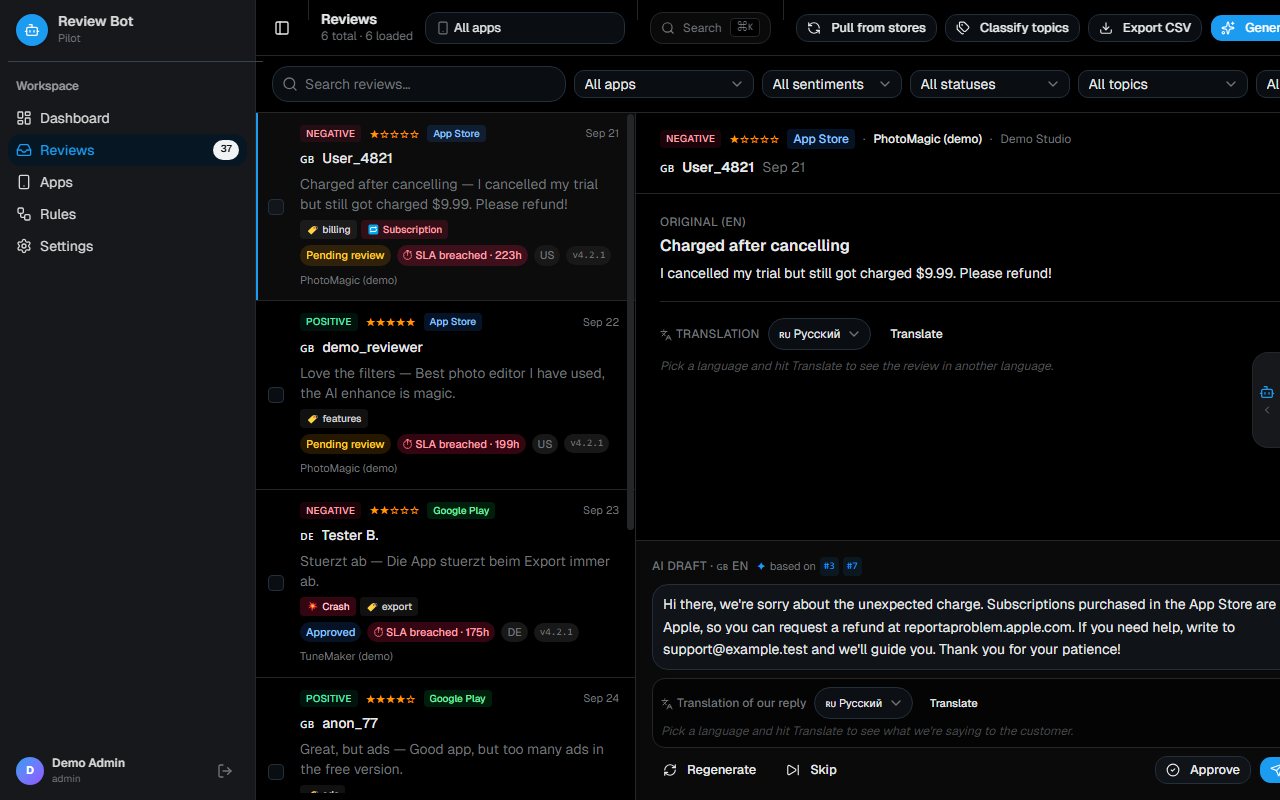 Review Bot
Pilot
Workspace
Dashboard
Reviews 37
Apps
Rules
Settings
Demo Admin
admin
D
Reviews
6 total · 6 loaded
All apps
Search ⌘K
Pull from stores
Classify topics
Export CSV
Search reviews...
All apps
All sentiments
All statuses
All topics
NEGATIVE ★☆☆☆☆ App Store Sep 21
GB User_4821
Charged after cancelling — I cancelled my trial
but still got charged $9.99. Please refund!
billing Subscription
Pending review SLA breached · 223h US v4.2.1
PhotoMagic (demo)
POSITIVE ★★★★★ App Store Sep 22
GB demo_reviewer
Love the filters — Best photo editor I have used,
the AI enhance is magic.
features
Pending review SLA breached · 199h US v4.2.1
PhotoMagic (demo)
NEGATIVE ★★☆☆☆ Google Play Sep 23
DE Tester B.
Stuerzt ab — Die App stuerzt beim Export immer
ab.
Crash export
Approved SLA breached · 175h DE v4.2.1
TuneMaker (demo)
POSITIVE ★★★★☆ Google Play Sep 24
GB anon_77
Great, but ads — Good app, but too many ads in
the free version.
NEGATIVE ★☆☆☆☆ App Store · PhotoMagic (demo) · Demo Studio
GB User_4821 Sep 21
ORIGINAL (EN)
Charged after cancelling
I cancelled my trial but still got charged $9.99. Please refund!
TRANSLATION RU Русский Translate
Pick a language and hit Translate to see the review in another language.
AI DRAFT · GB EN based on #3 #7
Hi there, we're sorry about the unexpected charge. Subscriptions purchased in the App Store are
Apple, so you can request a refund at reportaproblem.apple.com. If you need help, write to
support@example.test and we'll guide you. Thank you for your patience!
Translation of our reply RU Русский Translate
Pick a language and hit Translate to see what we're saying to the customer.
Regenerate Skip Approve